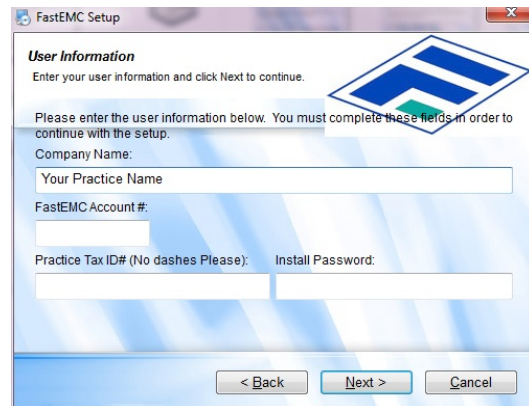 FastEMC Setup
User Information
Enter your user information and click Next to continue.
Please enter the user information below. You must complete these fields in order to
continue with the setup.
Company Name:
Your Practice Name
FastEMC Account #:
Practice Tax ID# (No dashes Please): Install Password:
< Back Next > Cancel